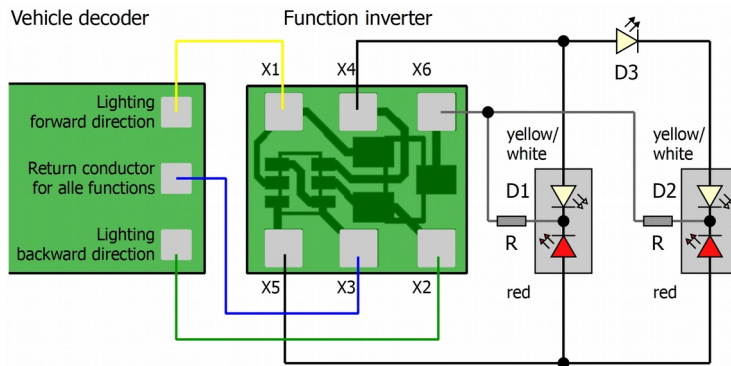 Vehicle decoder
Function inverter
X1
X4
X6
D3
Lighting
forward direction
Return conductor
for alle functions
Lighting
backward direction
yellow/
white
yellow/
white
D1
D2
R
R
X5
X3
X2
red
red